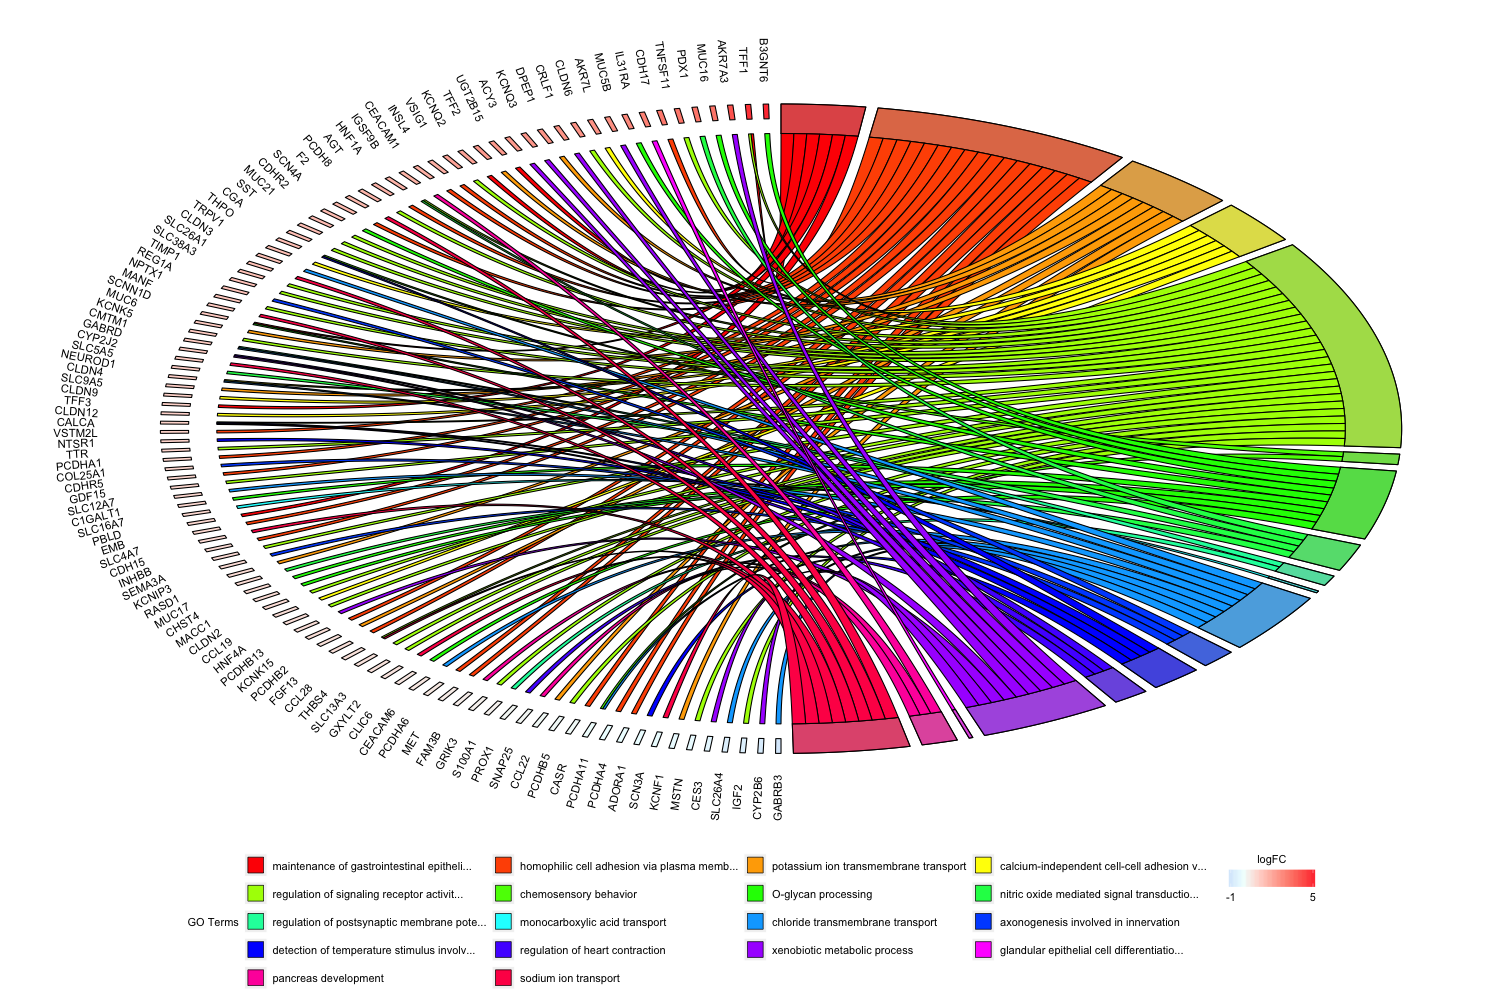 B3GNT6
TFF1
AKR7A3
MUC16
PDX1
TNFSF11
CDH17
IL31RA
MUC5B
AKR7L
CLDN6
CRLF1
DPEP1
KCNQ3
ACY3
UGT2B15
TFF2
KCNQ2
VSIG1
INSL4
CEACAM1
IGSF9B
HNF1A
AGT
PCDH8
F2
SCN4A
CDHR2
MUC21
SST
CGA
THPO
TRPV1
CLDN3
SLC26A1
SLC38A3
TIMP1
REG1A
NPTX1
MANF
SCNN1D
MUC6
KCNK5
CMTM1
GABRD
CYP2J2
SLC5A5
NEUROD1
CLDN4
SLC9A5
CLDN9
TFF3
CLDN12
CALCA
VSTM2L
NTSR1
TTR
PCDHA1
COL25A1
CDHR5
GDF15
SLC12A7
C1GALT1
SLC16A7
PBLD
EMB
SLC4A7
CDH15
INHBB
SEMA3A
KCNIP3
RASD1
MUC17
CHST4
MACC1
CLDN2
CCL19
HNF4A
PCDHB13
KCNK15
PCDHB2
FGF13
CCL28
THBS4
SLC13A3
GXYLT2
CLIC6
CEACAM6
PCDHA6
MET
FAM3B
GRIK3
S100A1
PROX1
SNAP25
CCL22
PCDHB5
CASR
PCDHA11
PCDHA4
ADORA1
SCN3A
KCNF1
MSTN
CES3
SLC26A4
IGF2
CYP2B6
GABRB3
GO Terms
maintenance of gastrointestinal epitheli...
homophilic cell adhesion via plasma memb...
potassium ion transmembrane transport
calcium-independent cell-cell adhesion v...
regulation of signaling receptor activit...
chemosensory behavior
O-glycan processing
nitric oxide mediated signal transductio...
regulation of postsynaptic membrane pote...
monocarboxylic acid transport
chloride transmembrane transport
axonogenesis involved in innervation
detection of temperature stimulus involv...
regulation of heart contraction
xenobiotic metabolic process
glandular epithelial cell differentiatio...
pancreas development
sodium ion transport
logFC
-1 5